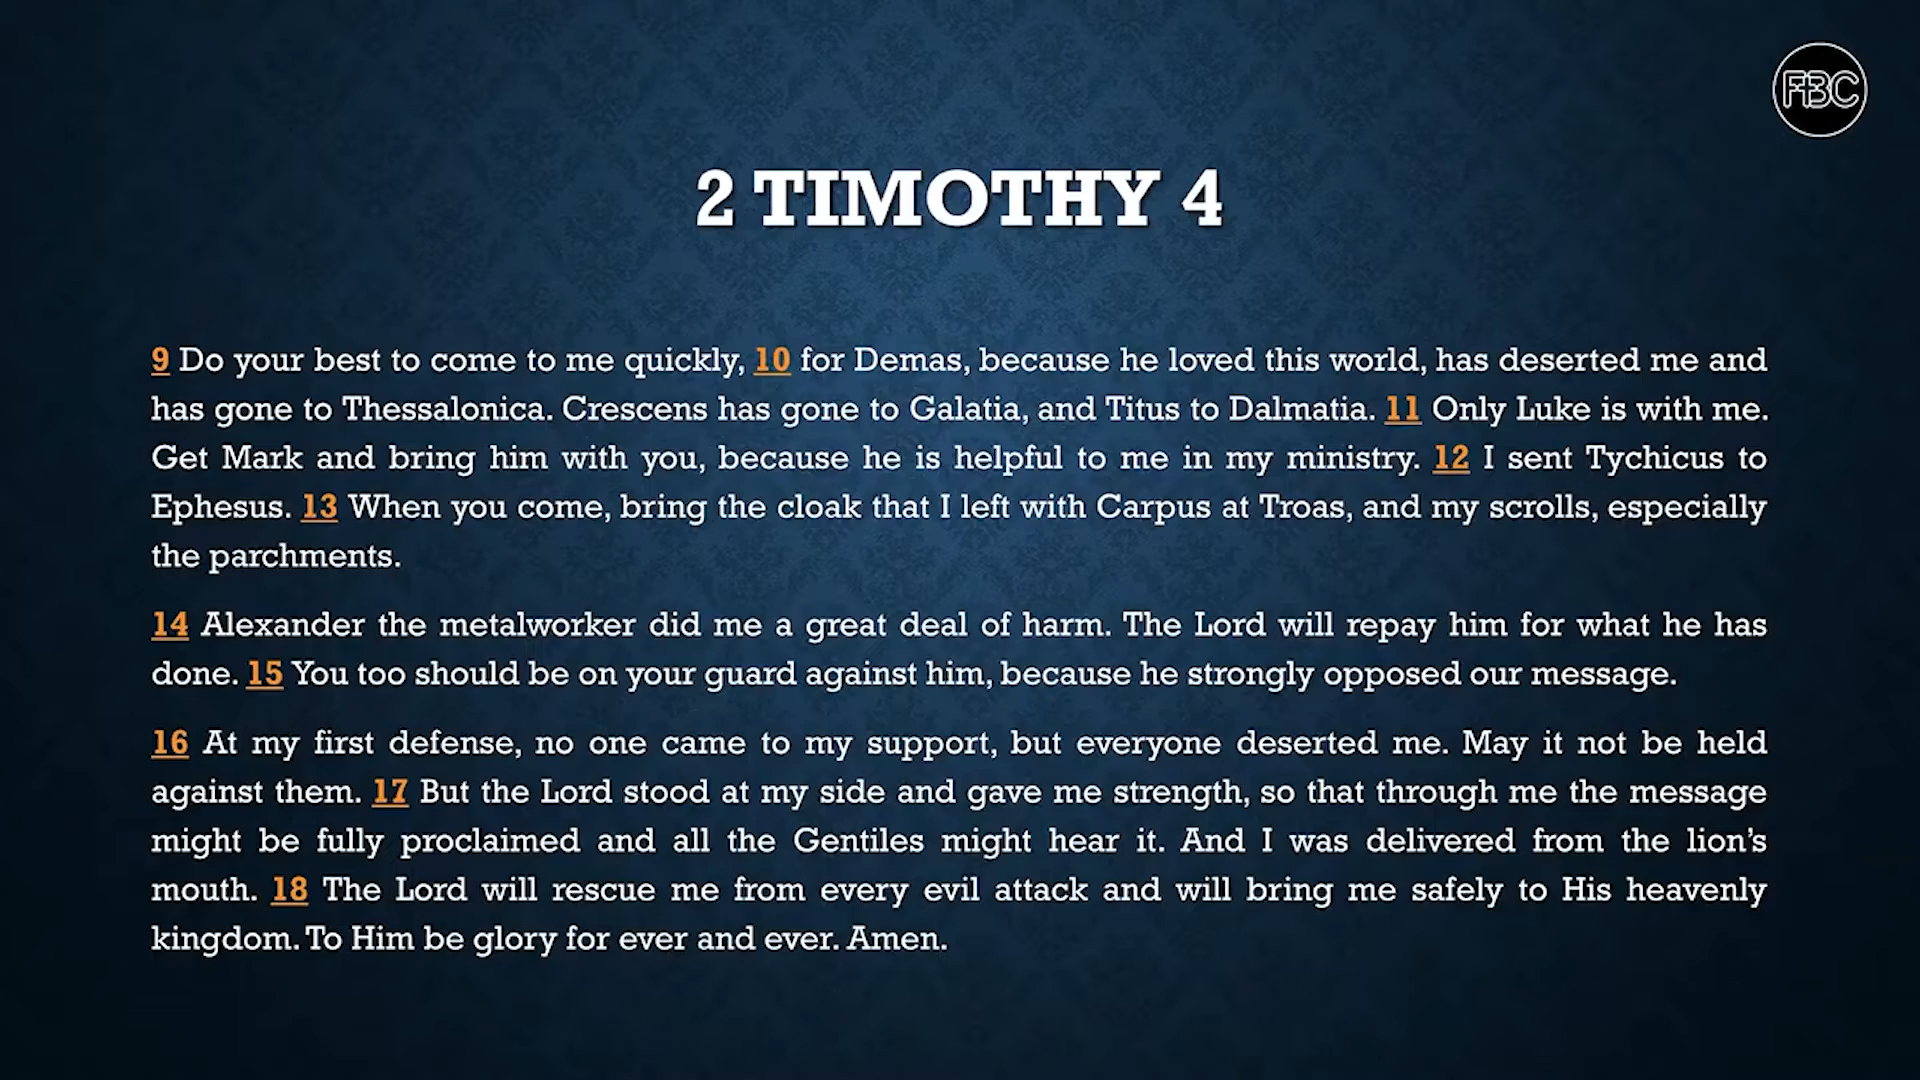 FBC
2 TIMOTHY 4
9 Do your best to come to me quickly, 10 for Demas, because he loved this world, has deserted me and
has gone to Thessalonica. Crescens has gone to Galatia, and Titus to Dalmatia. 11 Only Luke is with me.
Get Mark and bring him with you, because he is helpful to me in my ministry. 12 I sent Tychicus to
Ephesus. 13 When you come, bring the cloak that I left with Carpus at Troas, and my scrolls, especially
the parchments.
14 Alexander the metalworker did me a great deal of harm. The Lord will repay him for what he has
done. 15 You too should be on your guard against him, because he strongly opposed our message.
16 At my first defense, no one came to my support, but everyone deserted me. May it not be held
against them. 17 But the Lord stood at my side and gave me strength, so that through me the message
might be fully proclaimed and all the Gentiles might hear it. And I was delivered from the lion’s
mouth. 18 The Lord will rescue me from every evil attack and will bring me safely to His heavenly
kingdom. To Him be glory for ever and ever. Amen.